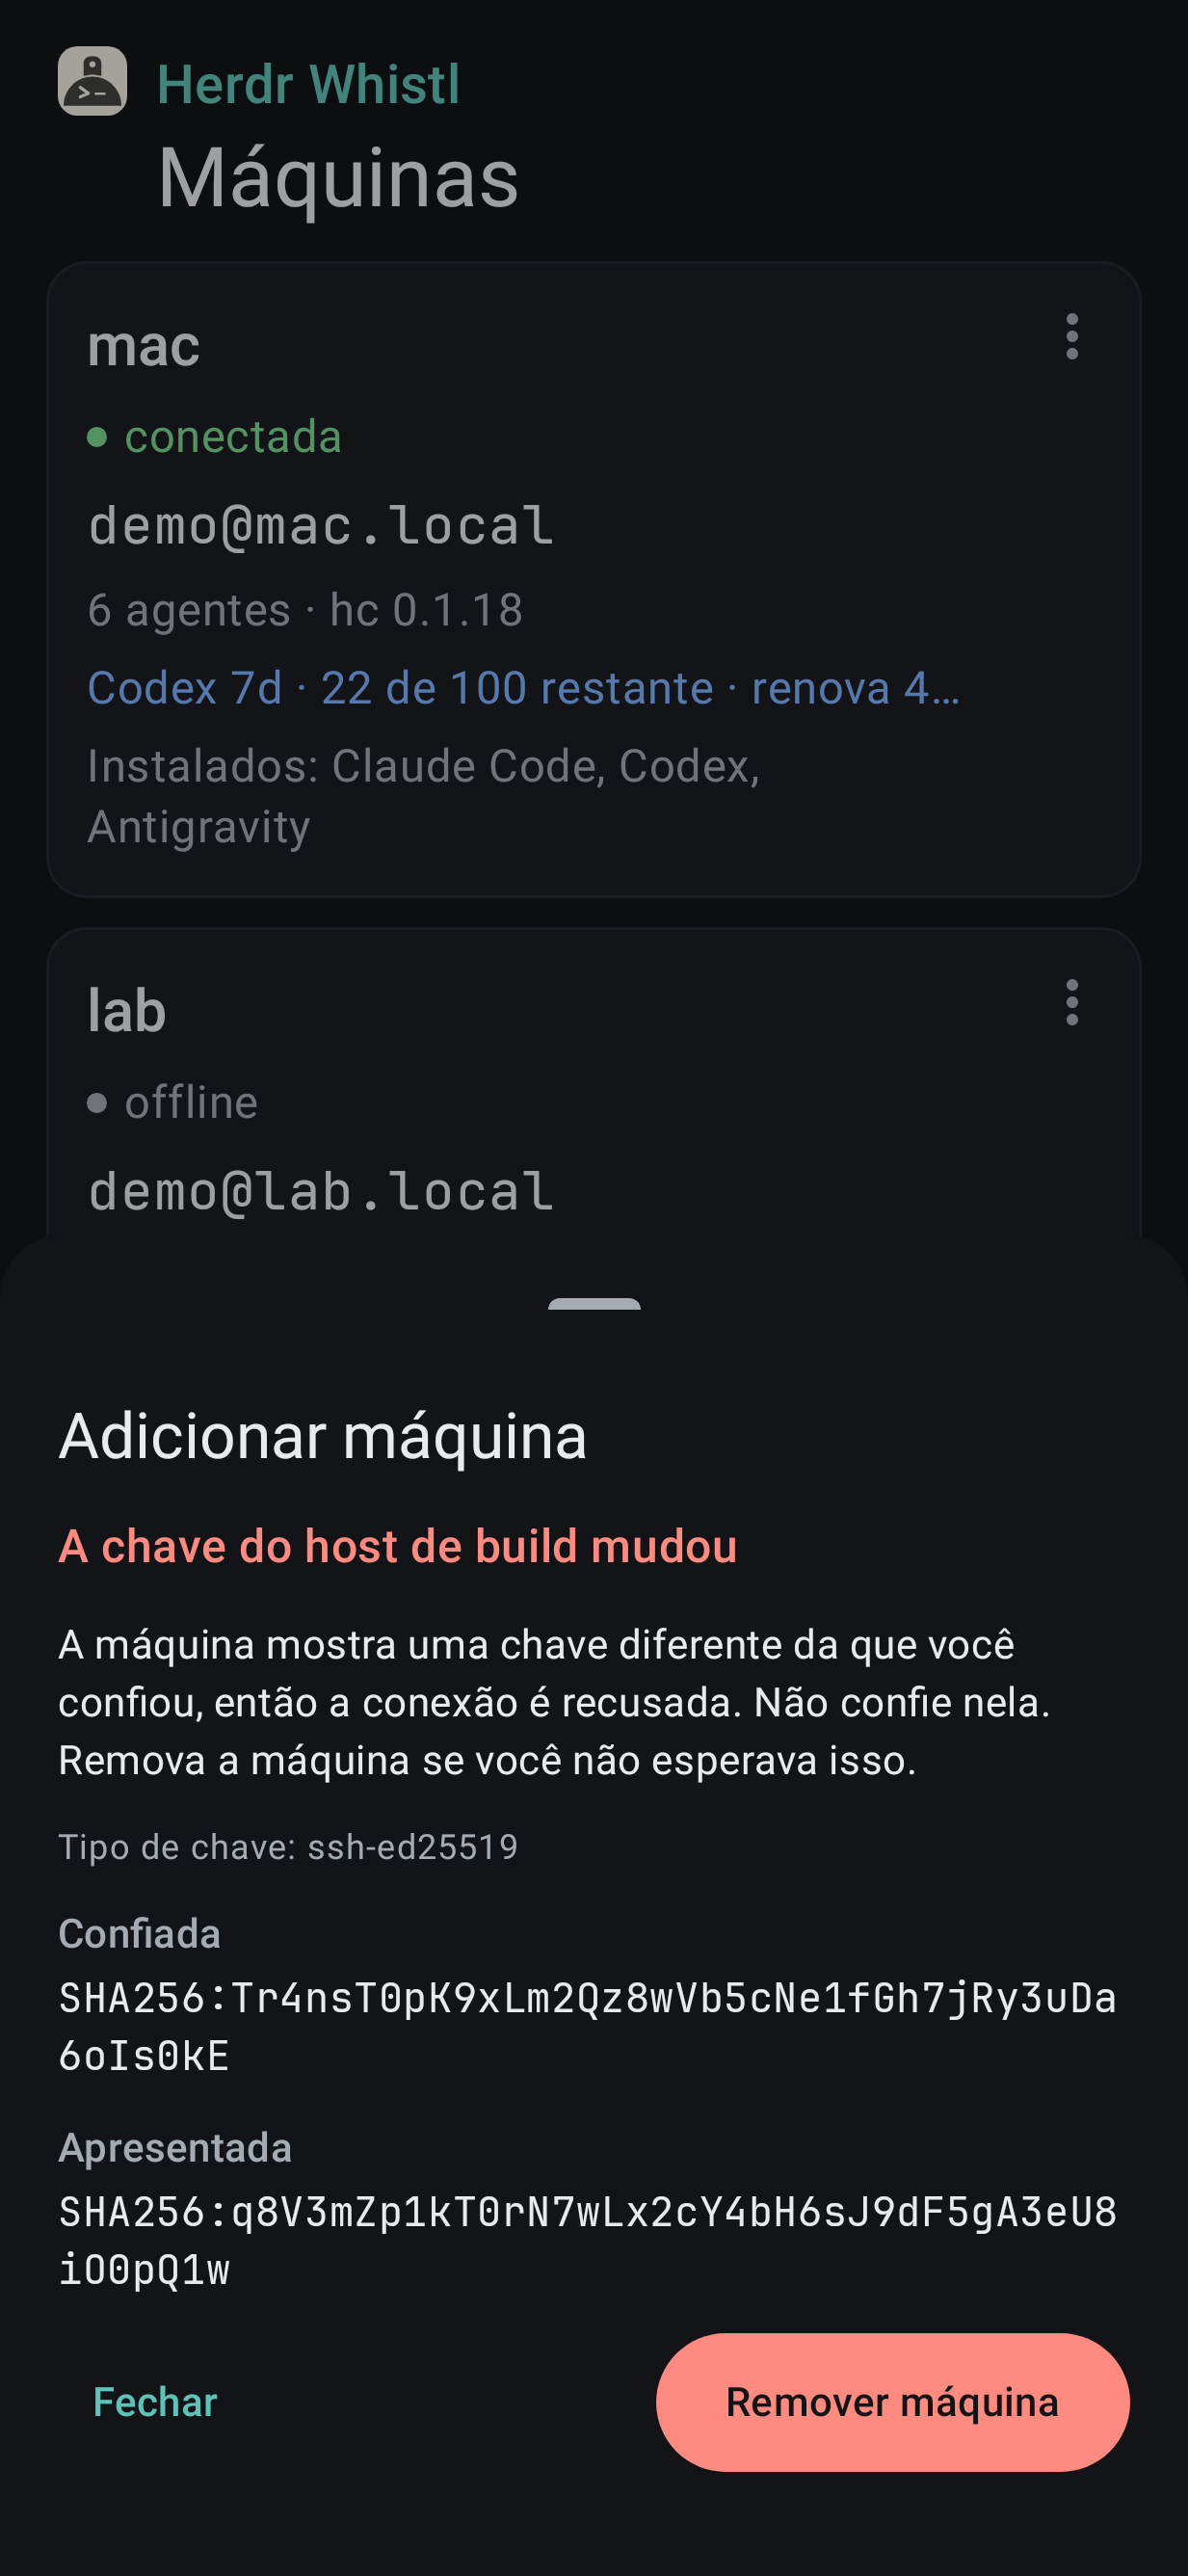 Herdr Whistl
Máquinas
mac
conectada
demo@mac.local
6 agentes · hc 0.1.18
Codex 7d · 22 de 100 restante · renova 4…
Instalados: Claude Code, Codex,
Antigravity
lab
offline
demo@lab.local
Adicionar máquina
A chave do host de build mudou
A máquina mostra uma chave diferente da que você
confiou, então a conexão é recusada. Não confie nela.
Remova a máquina se você não esperava isso.
Tipo de chave: ssh-ed25519
Confiada
SHA256:Tr4nsT0pK9xLm2Qz8wVb5cNe1fGh7jRy3uDa
6oIs0kE
Apresentada
SHA256:q8V3mZp1kT0rN7wLx2cY4bH6sJ9dF5gA3eU8
iO0pQ1w
Fechar
Remover máquina